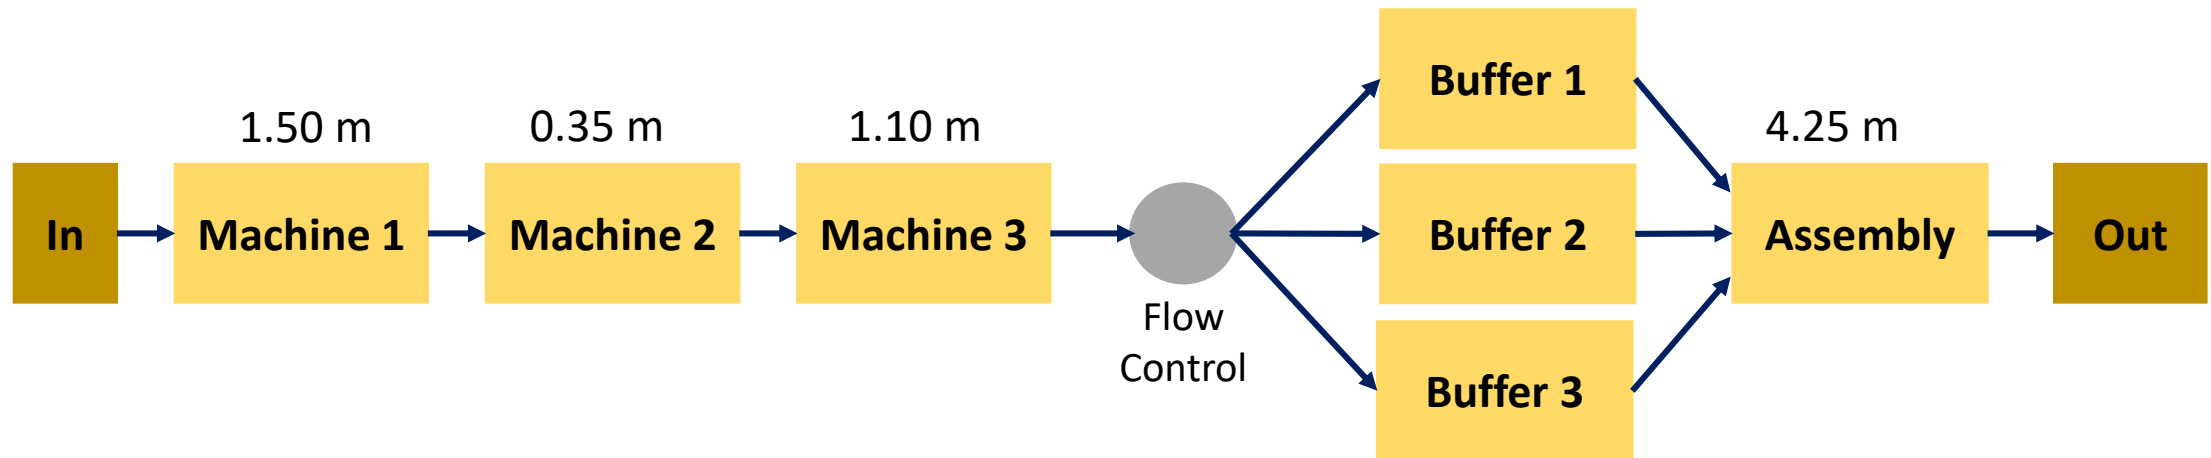 In
1.50 m
Machine 1
0.35 m
Machine 2
1.10 m
Machine 3
Flow
Control
Buffer 1
Buffer 2
Buffer 3
4.25 m
Assembly
Out